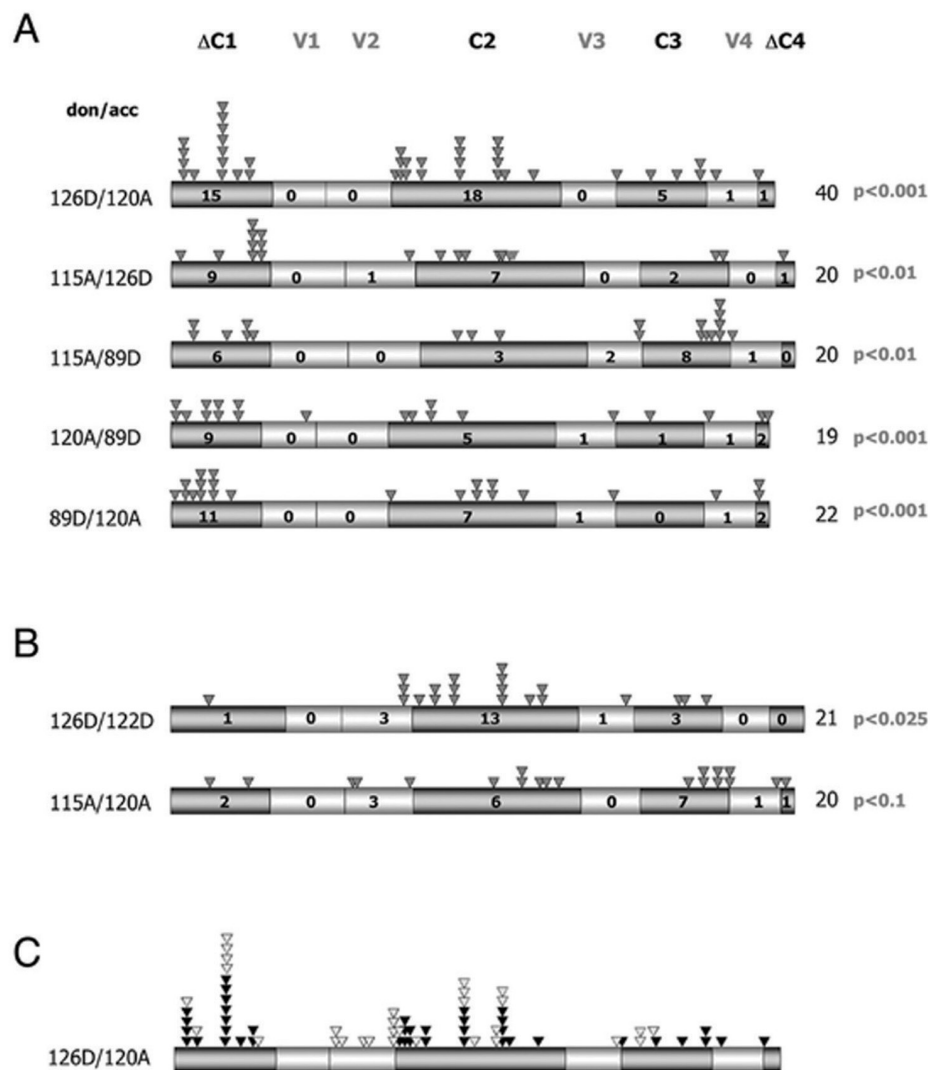 A
ΔC1 V1 V2 C2 V3 C3 V4 ΔC4
don/acc
126D/120A 15 0 0 18 0 5 1 1 40 p<0.001
115A/126D 9 0 1 7 0 2 0 1 20 p<0.01
115A/89D 6 0 0 3 2 8 1 0 20 p<0.01
120A/89D 9 0 0 5 1 1 1 2 19 p<0.001
89D/120A 11 0 0 7 1 0 1 2 22 p<0.001
B
126D/122D 1 0 3 13 1 3 0 0 21 p<0.025
115A/120A 2 0 3 6 0 7 1 1 20 p<0.1
C
126D/120A